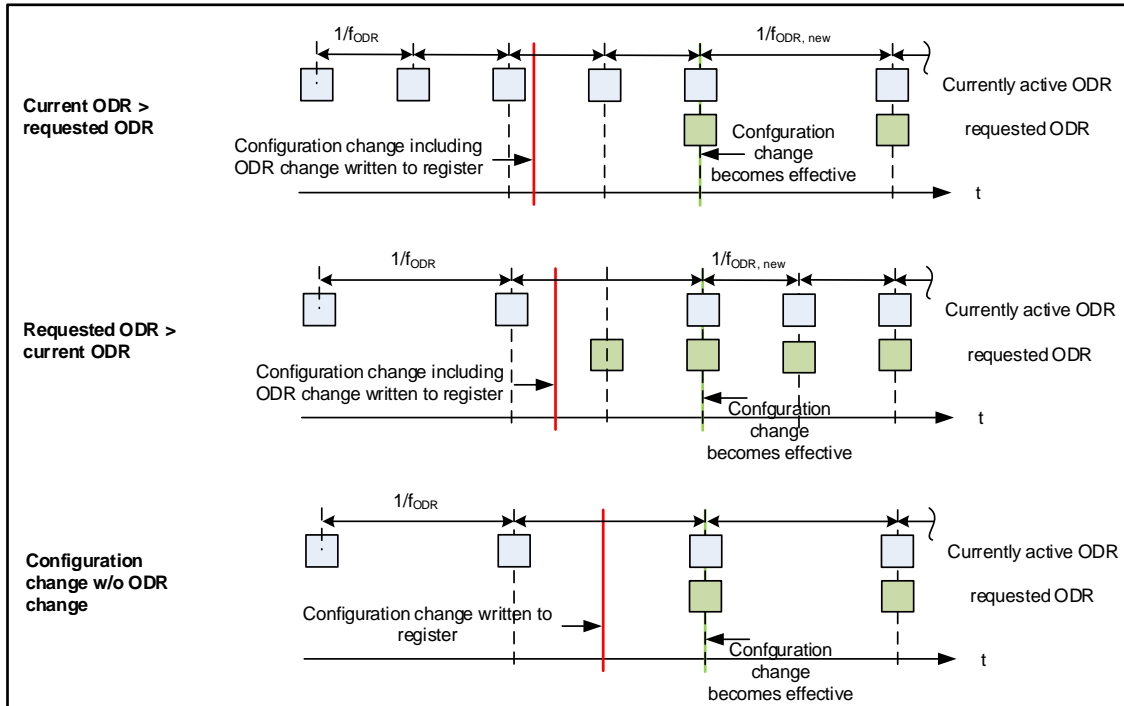 1/fODR
1/fODR, new
Current ODR >
requested ODR
Currently active ODR
requested ODR
Configuration change including
ODR change written to register
Confguration
change
becomes effective
t
1/fODR
1/fODR, new
Requested ODR >
current ODR
Currently active ODR
requested ODR
Configuration change including
ODR change written to register
Confguration
change
becomes effective
t
1/fODR
Configuration
change w/o ODR
change
Currently active ODR
requested ODR
Configuration change written to
register
Confguration
change
becomes effective
t